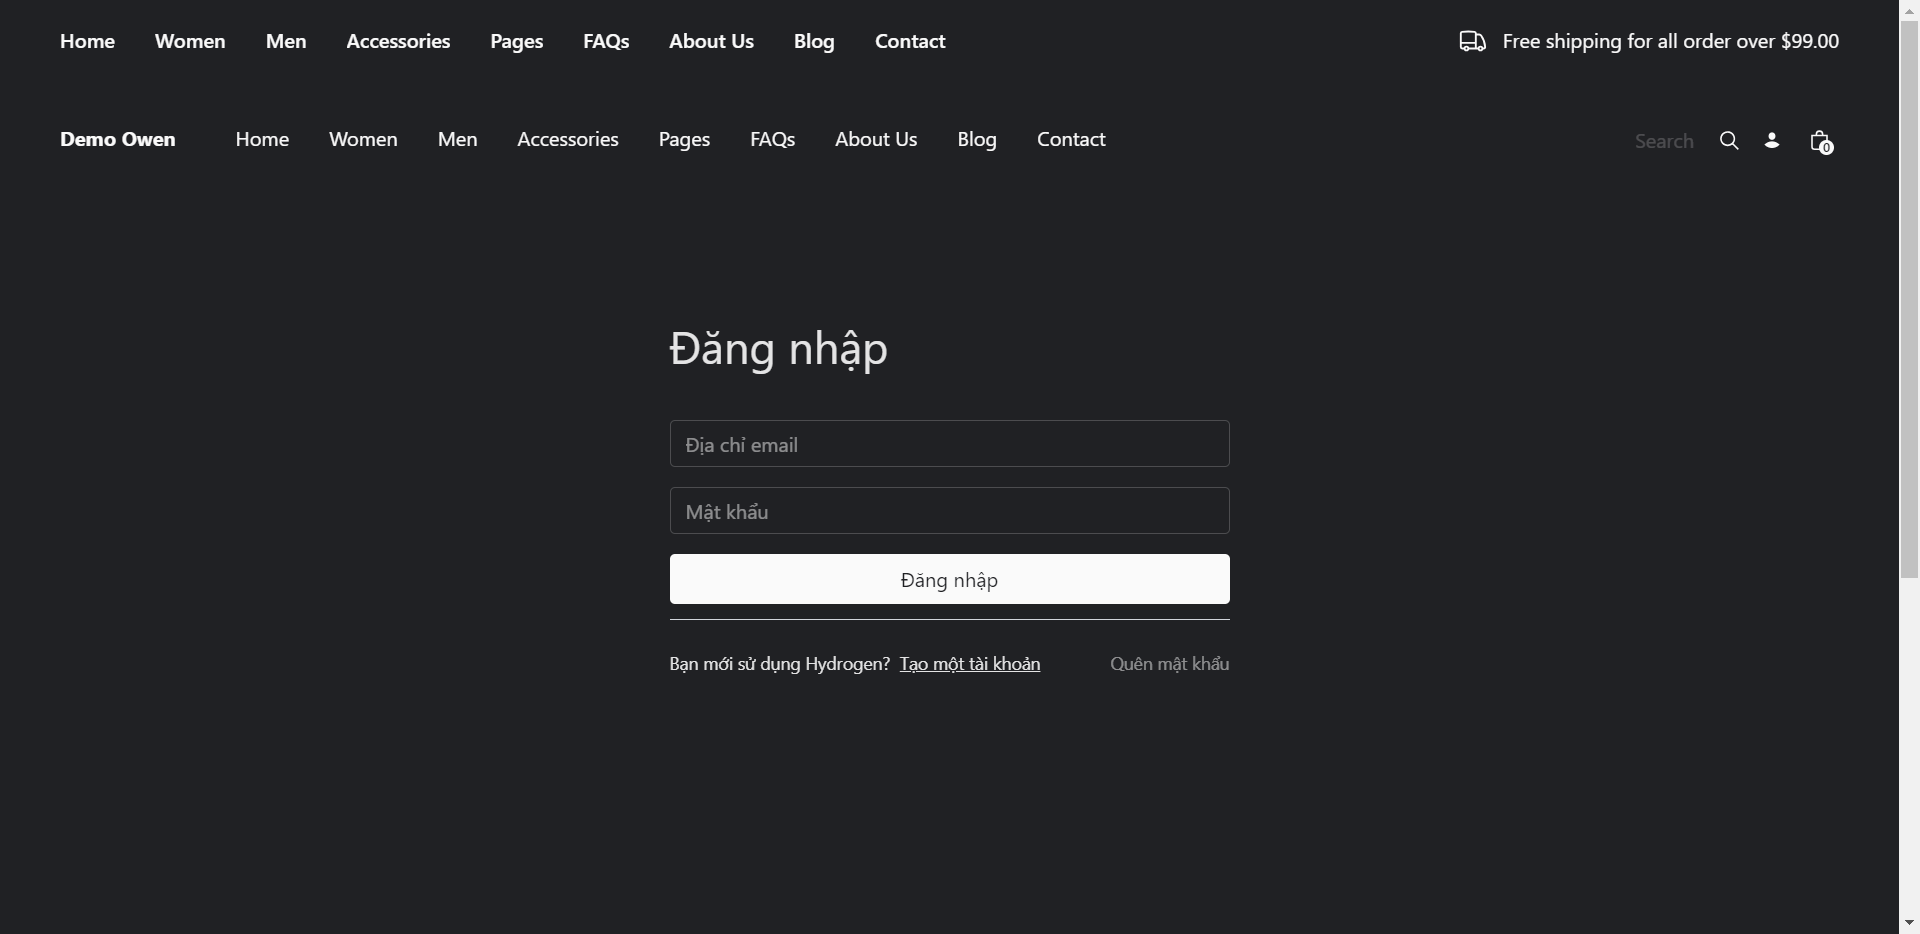 Home Women Men Accessories Pages FAQs About Us Blog Contact Free shipping for all order over $99.00
Demo Owen Home Women Men Accessories Pages FAQs About Us Blog Contact Search 0
Đăng nhập
Địa chỉ email
Mật khẩu
Đăng nhập
Bạn mới sử dụng Hydrogen? Tạo một tài khoản Quên mật khẩu